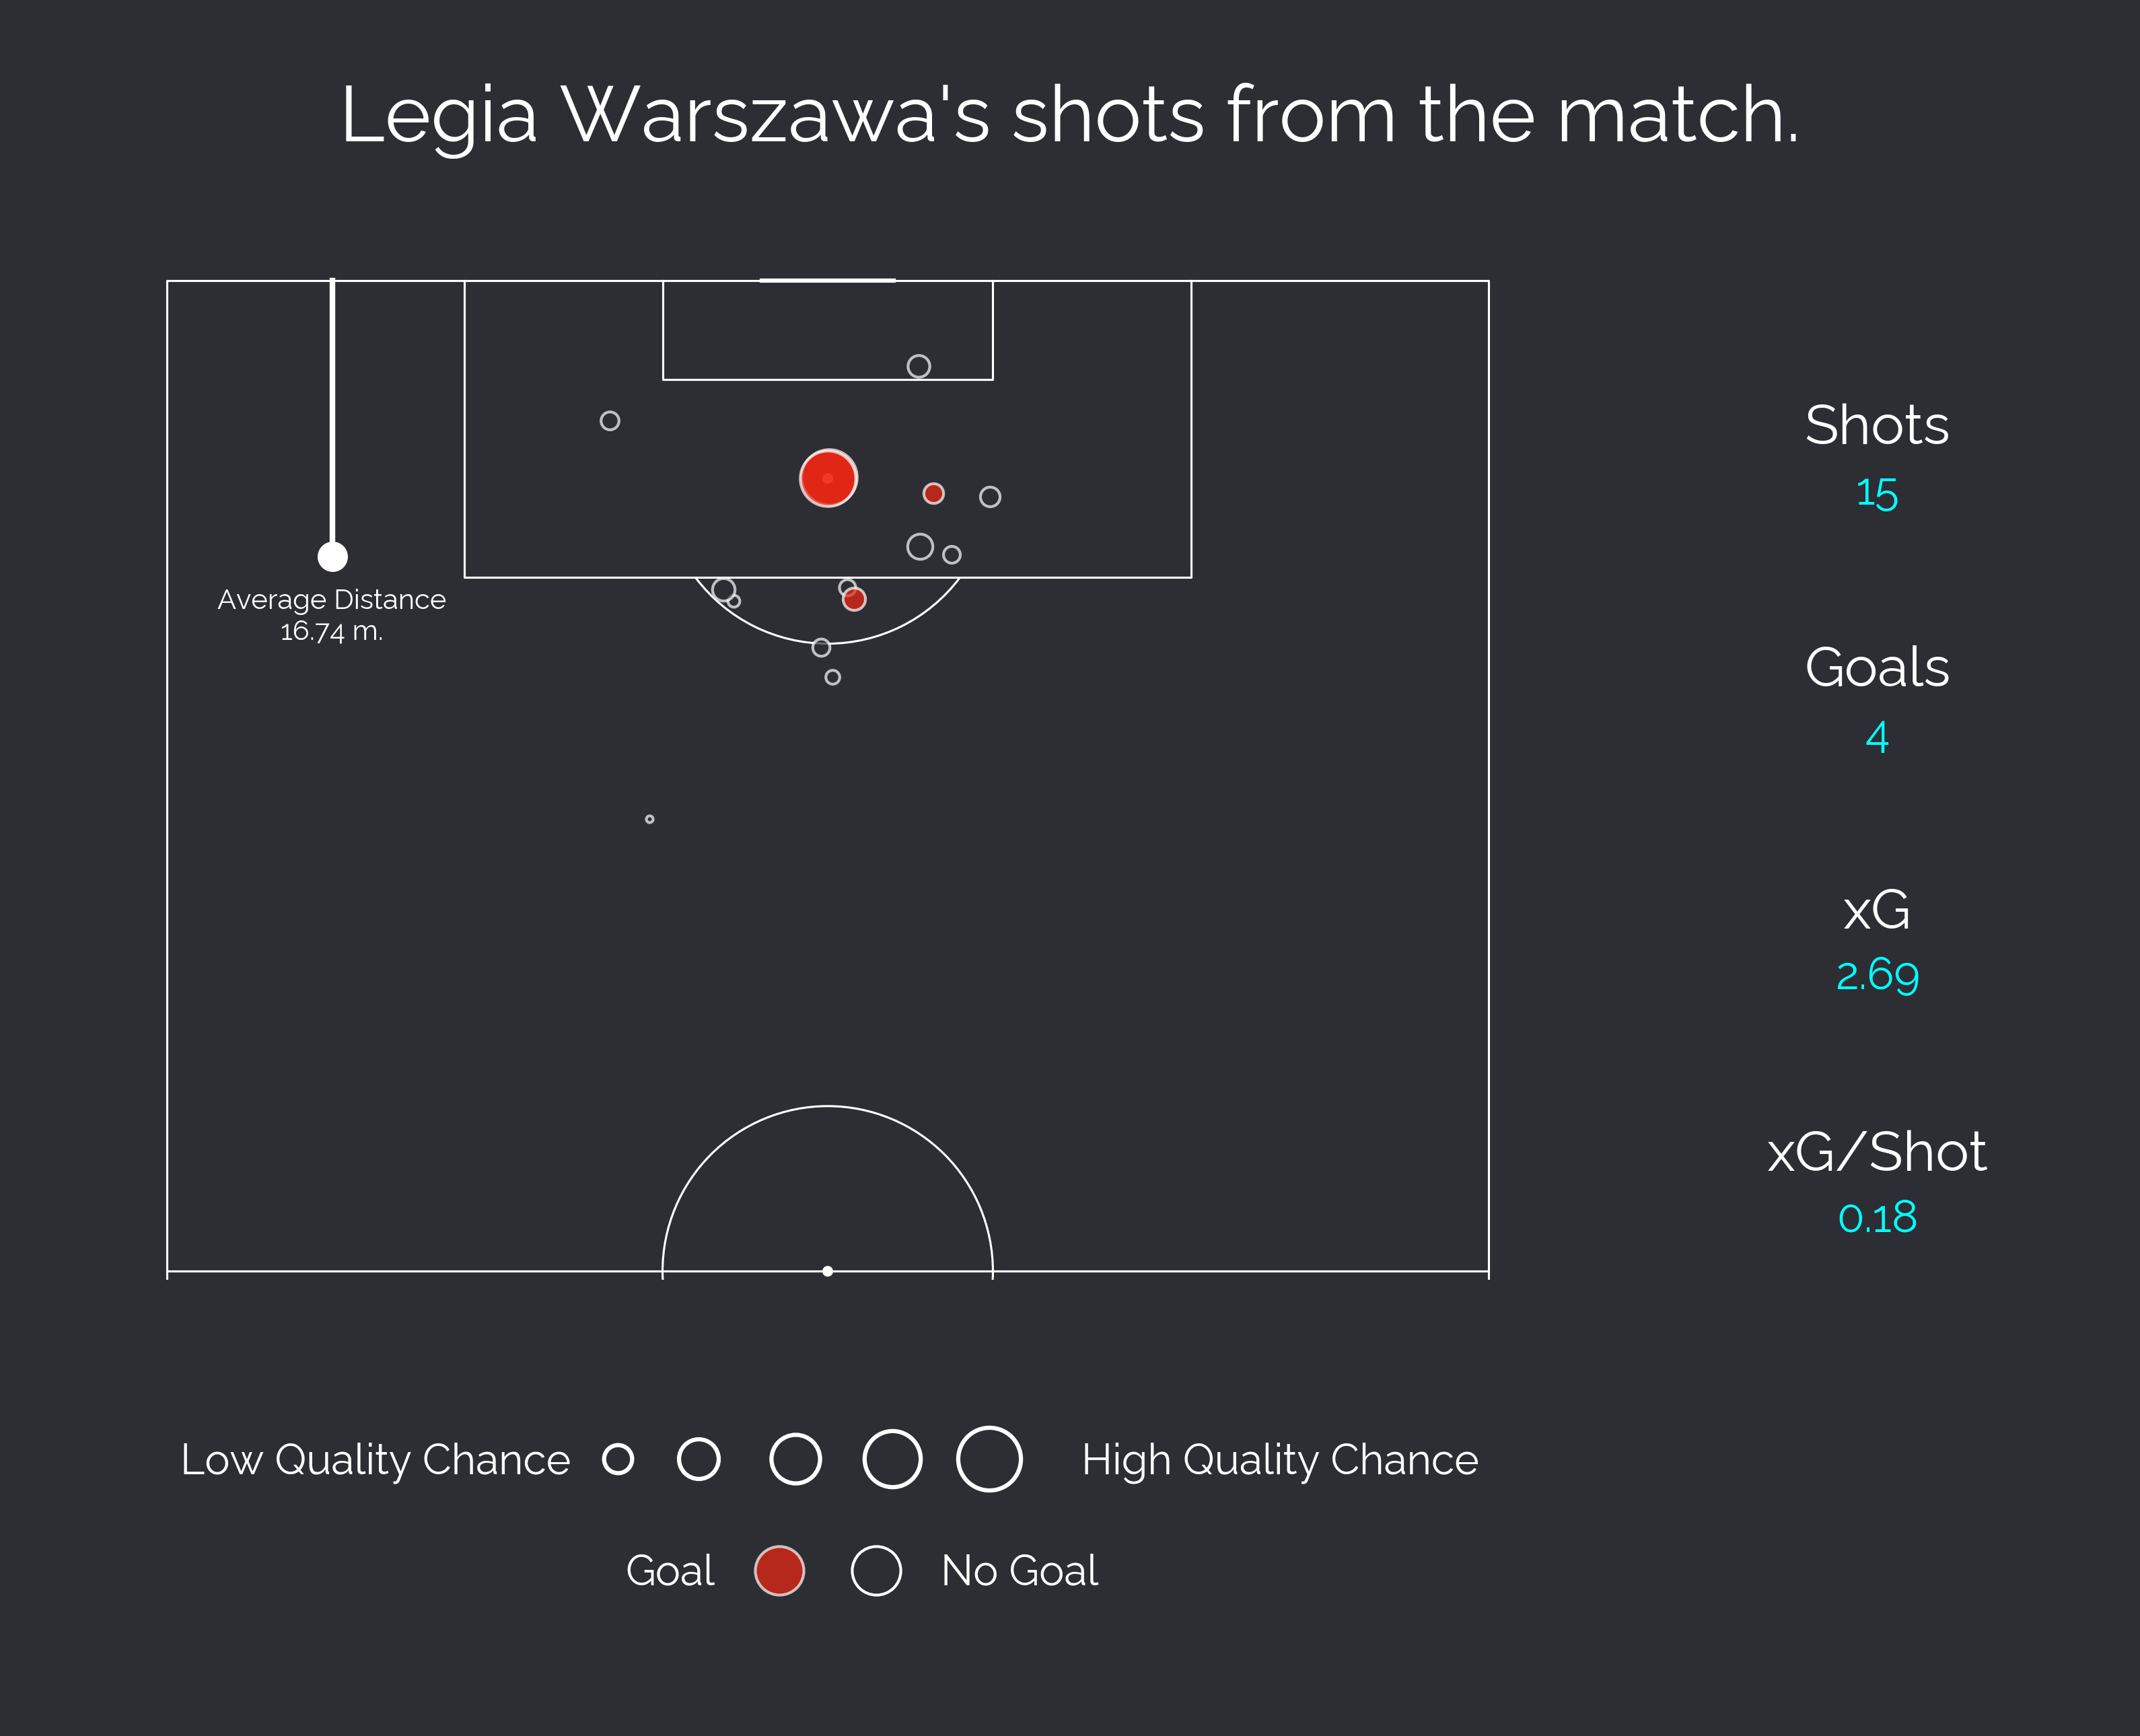 Legia Warszawa's shots from the match.
Average Distance
16.74 m.
Shots
15
Goals
4
xG
2.69
xG/Shot
0.18
Low Quality Chance
High Quality Chance
Goal
No Goal